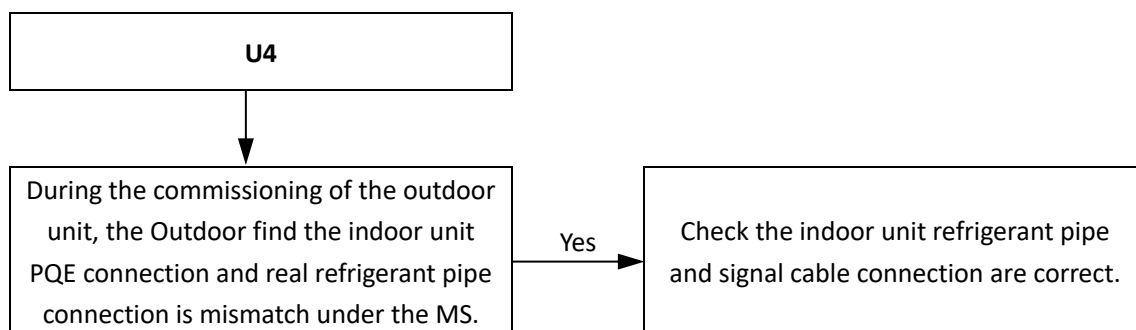 U4
During the commissioning of the outdoor
unit, the Outdoor find the indoor unit
PQE connection and real refrigerant pipe
connection is mismatch under the MS.
Yes
Check the indoor unit refrigerant pipe
and signal cable connection are correct.